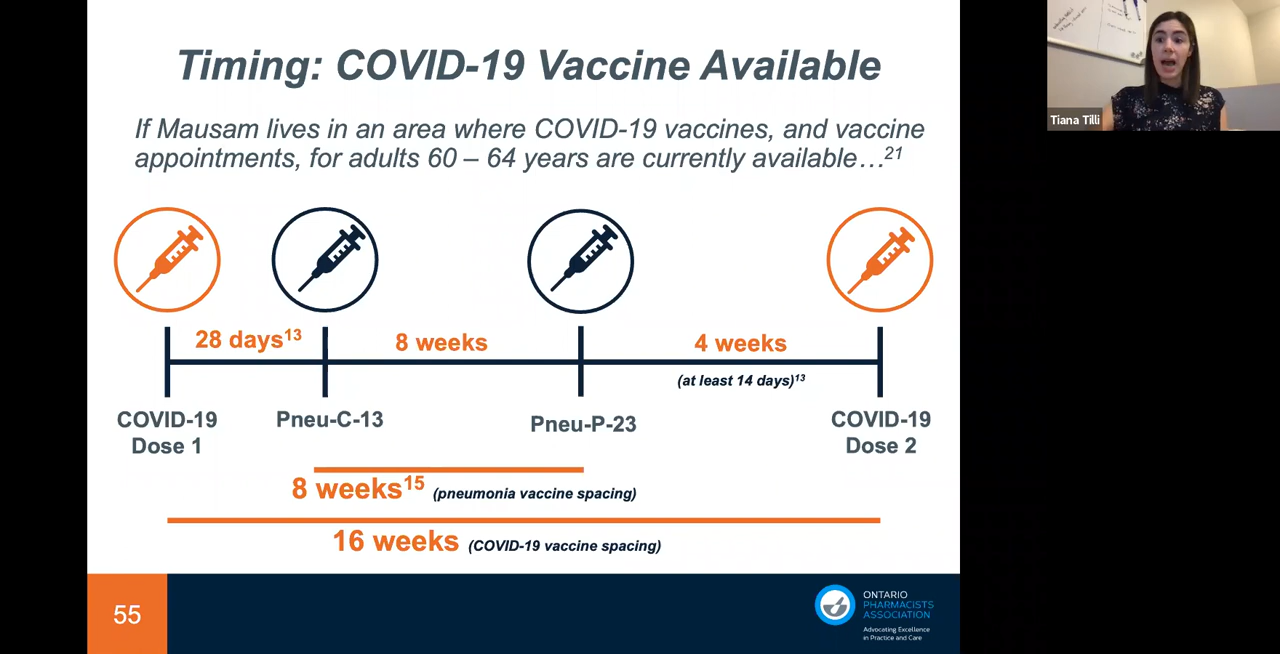 Timing: COVID-19 Vaccine Available
If Mausam lives in an area where COVID-19 vaccines, and vaccine
appointments, for adults 60 – 64 years are currently available…21
28 days13
8 weeks
4 weeks
(at least 14 days)13
COVID-19
Dose 1
Pneu-C-13
Pneu-P-23
COVID-19
Dose 2
8 weeks15 (pneumonia vaccine spacing)
16 weeks (COVID-19 vaccine spacing)
55
ONTARIO
PHARMACISTS
ASSOCIATION
Advocating Excellence
in Practice and Care
Tiana Tilli